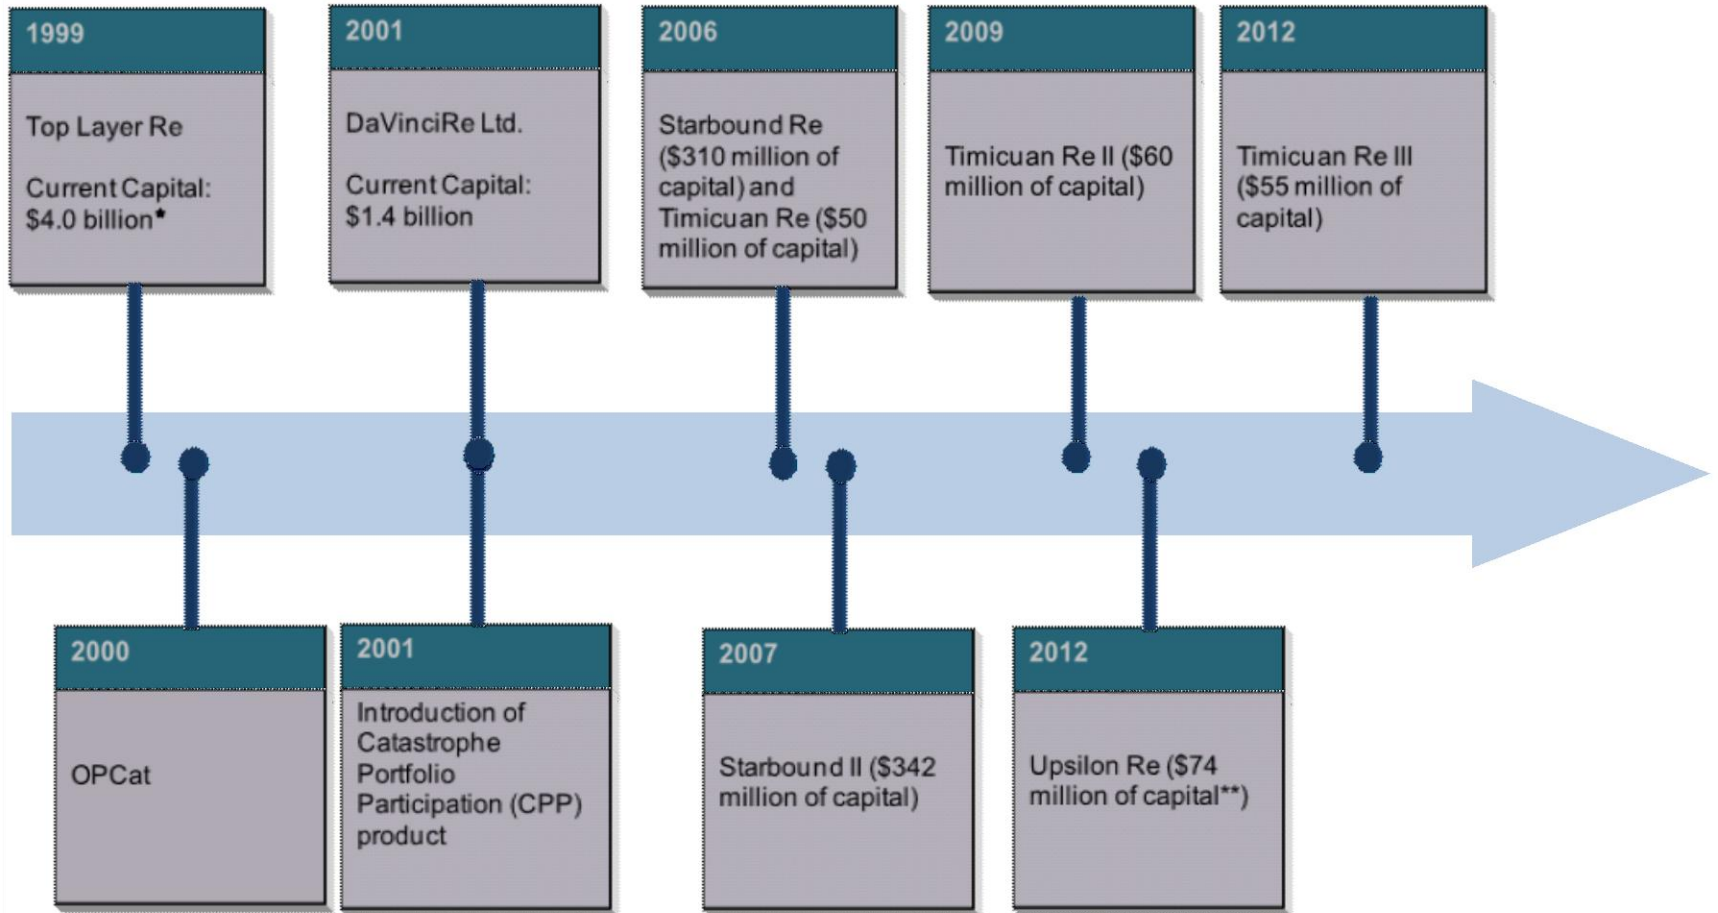 1999
Top Layer Re
Current Capital:
$4.0 billion*
2001
DaVinciRe Ltd.
Current Capital:
$1.4 billion
2006
Starbound Re
($310 million of
capital) and
Timicuan Re ($50
million of capital)
2009
Timicuan Re II ($60
million of capital)
2012
Timicuan Re III
($55 million of
capital)
2000
OPCat
2001
Introduction of
Catastrophe
Portfolio
Participation (CPP)
product
2007
Starbound II ($342
million of capital)
2012
Upsilon Re ($74
million of capital**)